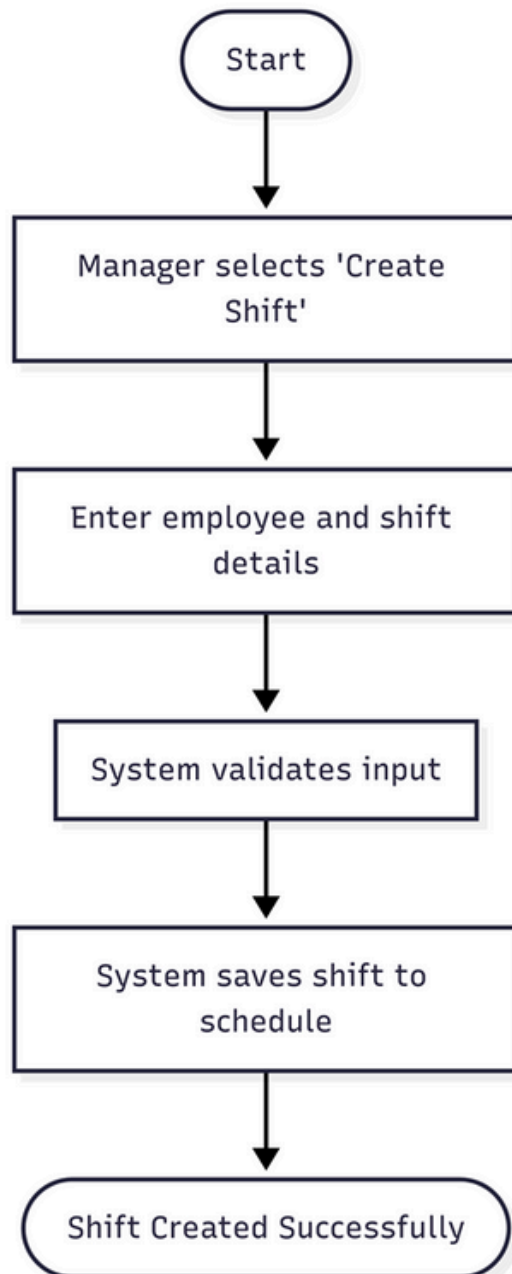 Start
Manager selects 'Create
Shift'
Enter employee and shift
details
System validates input
System saves shift to
schedule
Shift Created Successfully